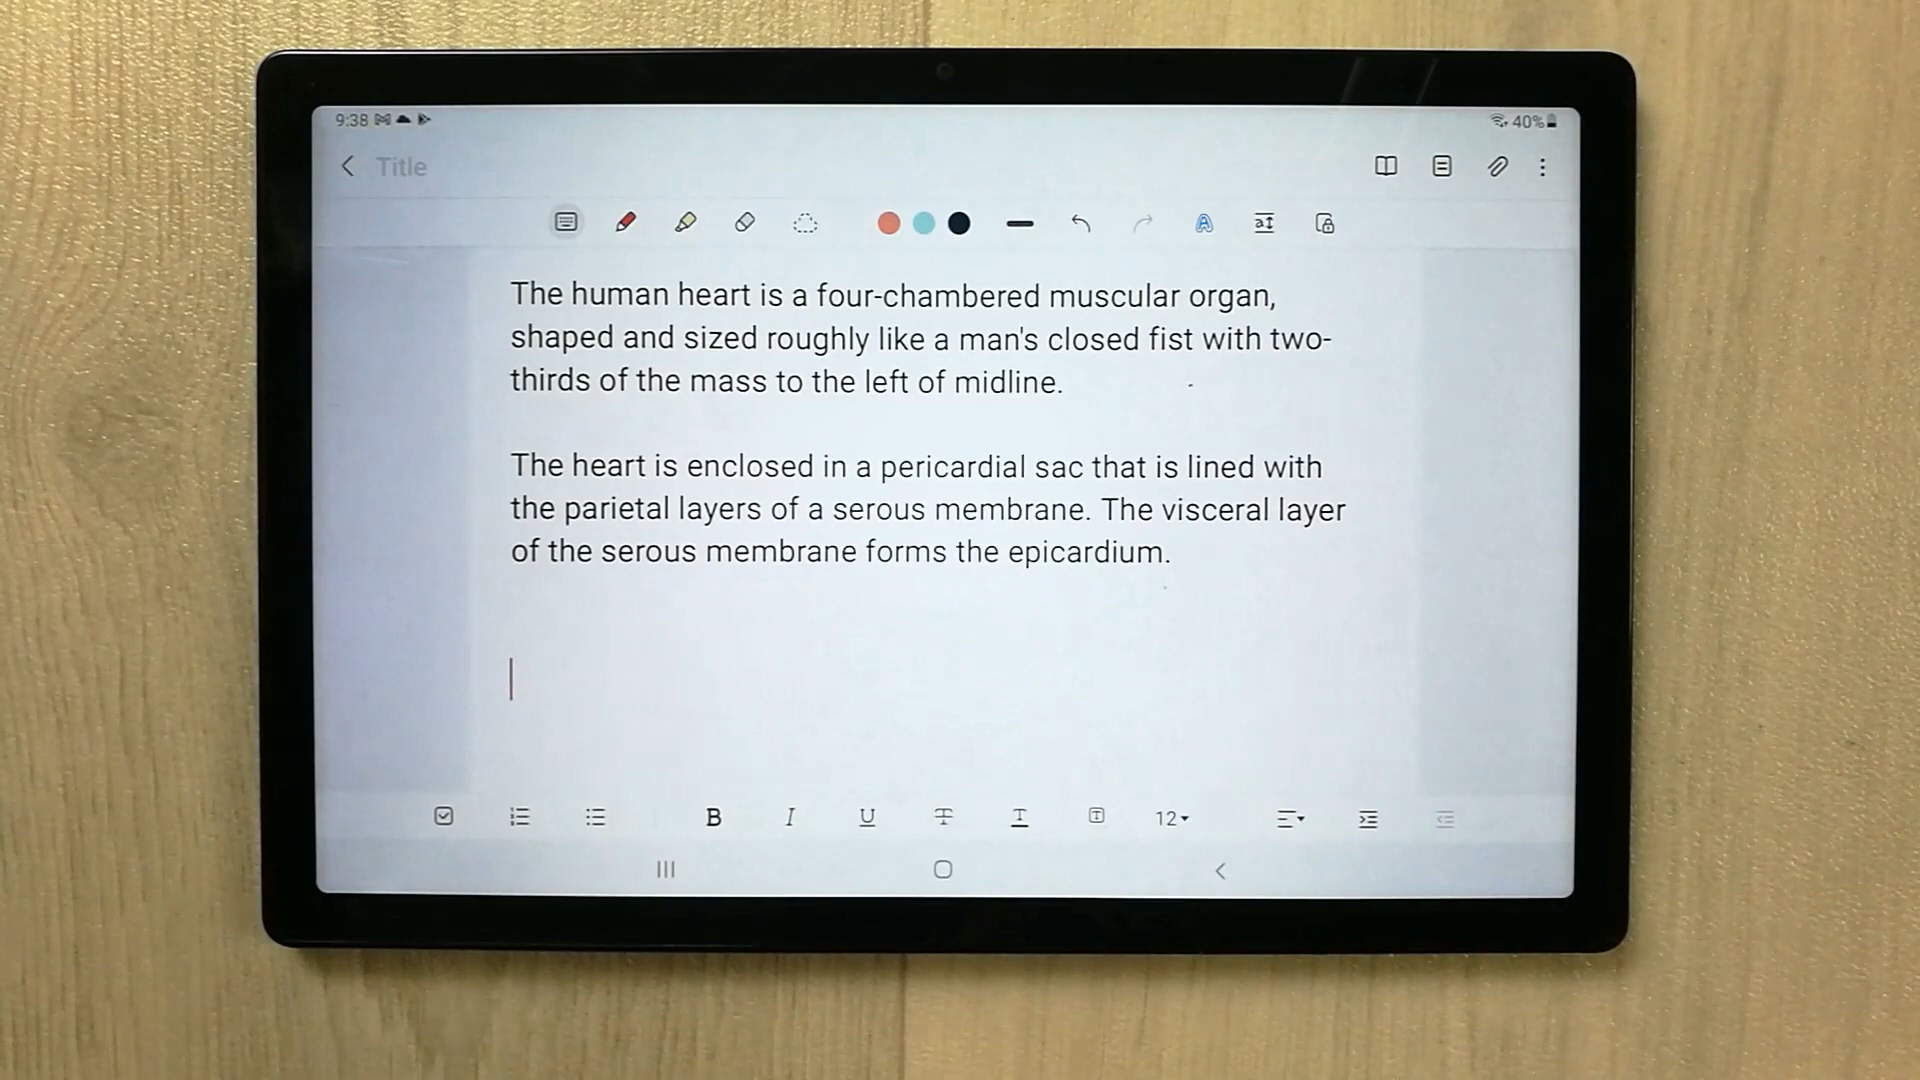 9:38
40%
Title
The human heart is a four-chambered muscular organ,
shaped and sized roughly like a man's closed fist with two-
thirds of the mass to the left of midline.
The heart is enclosed in a pericardial sac that is lined with
the parietal layers of a serous membrane. The visceral layer
of the serous membrane forms the epicardium.
B I U T T T 12